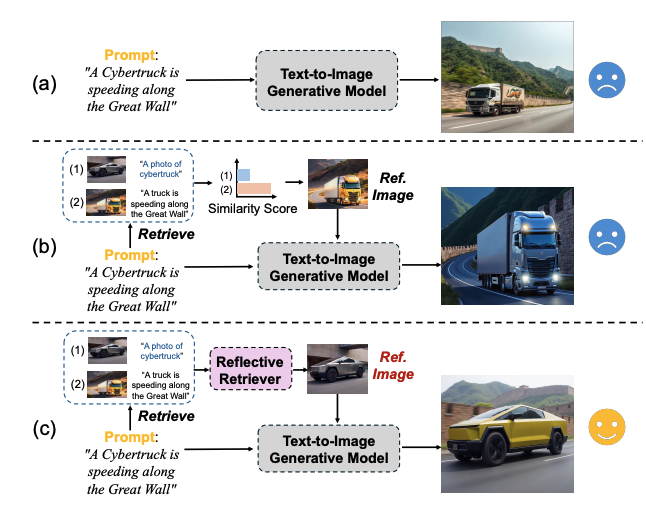 (a)
Prompt:
"A Cybertruck is
speeding along
the Great Wall"
Text-to-Image
Generative Model
(b)
(1)
"A photo of
cybertruck"
(2)
"A truck is
speeding along
the Great Wall"
Retrieve
(1)
(2)
Similarity Score
Ref.
Image
Prompt:
"A Cybertruck is
speeding along
the Great Wall"
Text-to-Image
Generative Model
(c)
(1)
"A photo of
cybertruck"
(2)
"A truck is
speeding along
the Great Wall"
Retrieve
Reflective
Retriever
Ref.
Image
Prompt:
"A Cybertruck is
speeding along
the Great Wall"
Text-to-Image
Generative Model